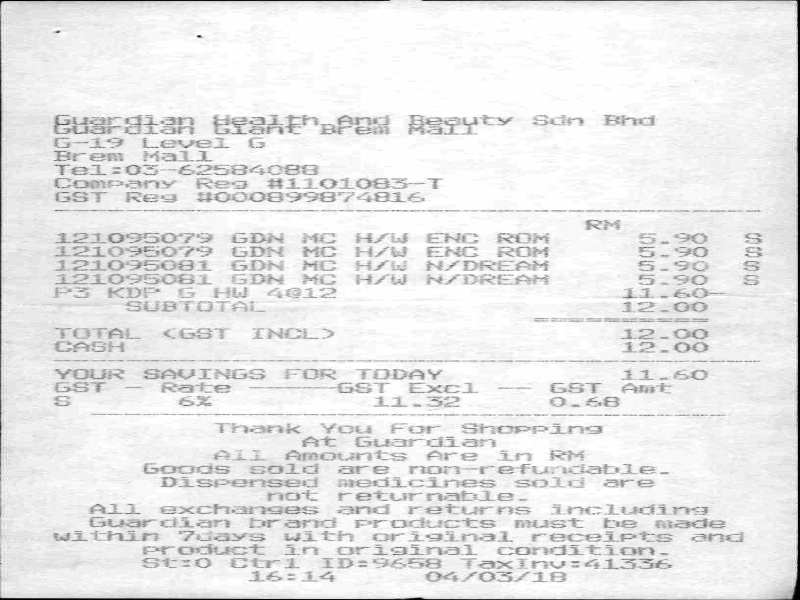 Guardian Health And Beauty Sdn Bhd
Guardian Giant Brem Mall
G-19 Level G
Brem Mall
Tel:03-62584088
Company Reg #1101083-T
GST Reg #000899874816
RM
121095079 GDN MC H/W ENC ROM 5.90 S
121095079 GDN MC H/W ENC ROM 5.90 S
121095081 GDN MC H/W N/DREAM 5.90 S
121095081 GDN MC H/W N/DREAM 5.90 S
P3 KDP G HW 4@12 11.60-
SUBTOTAL 12.00
TOTAL (GST INCL) 12.00
CASH 12.00
YOUR SAVINGS FOR TODAY 11.60
GST - Rate -----GST Excl -- GST Amt
S 6% 11.32 0.68
Thank You For Shopping
At Guardian
All Amounts Are in RM
Goods sold are non-refundable.
Dispensed medicines sold are
not returnable.
All exchanges and returns including
Guardian brand products must be made
within 7days with original receipts and
product in original condition.
St:0 Ctr1 ID:9658 TaxInv:41336
16:14 04/03/18